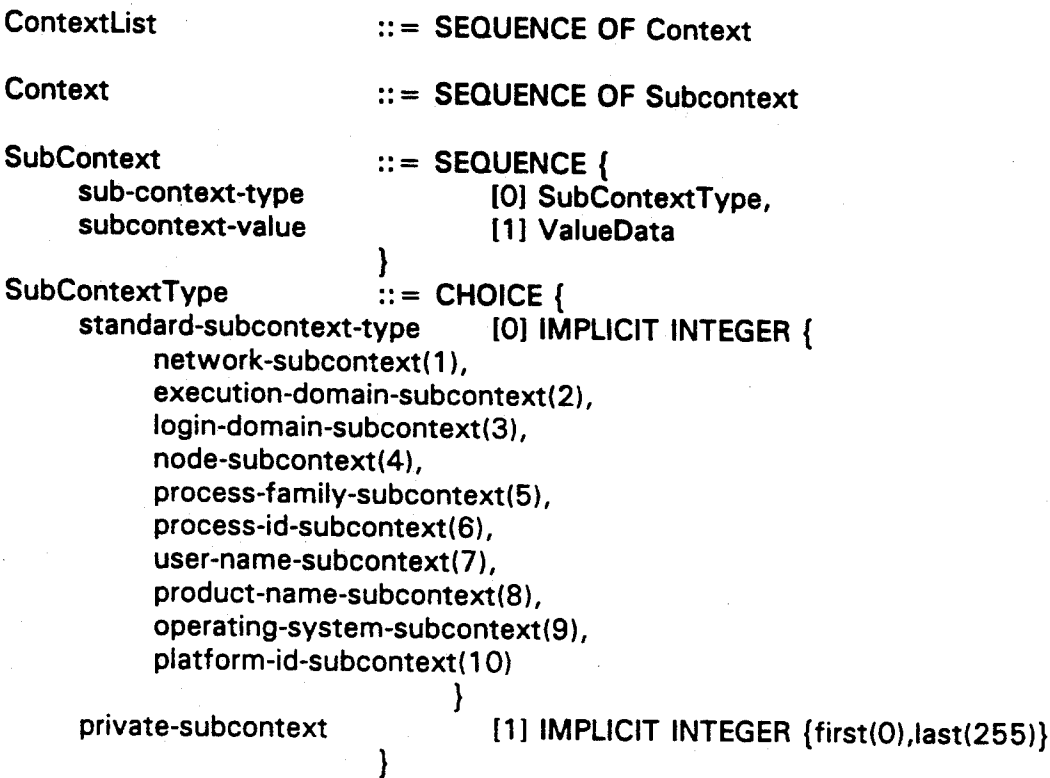 ContextList ::= SEQUENCE OF Context
Context ::= SEQUENCE OF Subcontext
SubContext ::= SEQUENCE {
sub-context-type [0] SubContextType,
subcontext-value [1] ValueData
}
SubContextType ::= CHOICE {
standard-subcontext-type [0] IMPLICIT INTEGER {
network-subcontext(1),
execution-domain-subcontext(2),
login-domain-subcontext(3),
node-subcontext(4),
process-family-subcontext(5),
process-id-subcontext(6),
user-name-subcontext(7),
product-name-subcontext(8),
operating-system-subcontext(9),
platform-id-subcontext(10)
}
private-subcontext [1] IMPLICIT INTEGER {first(0),last(255)}
}